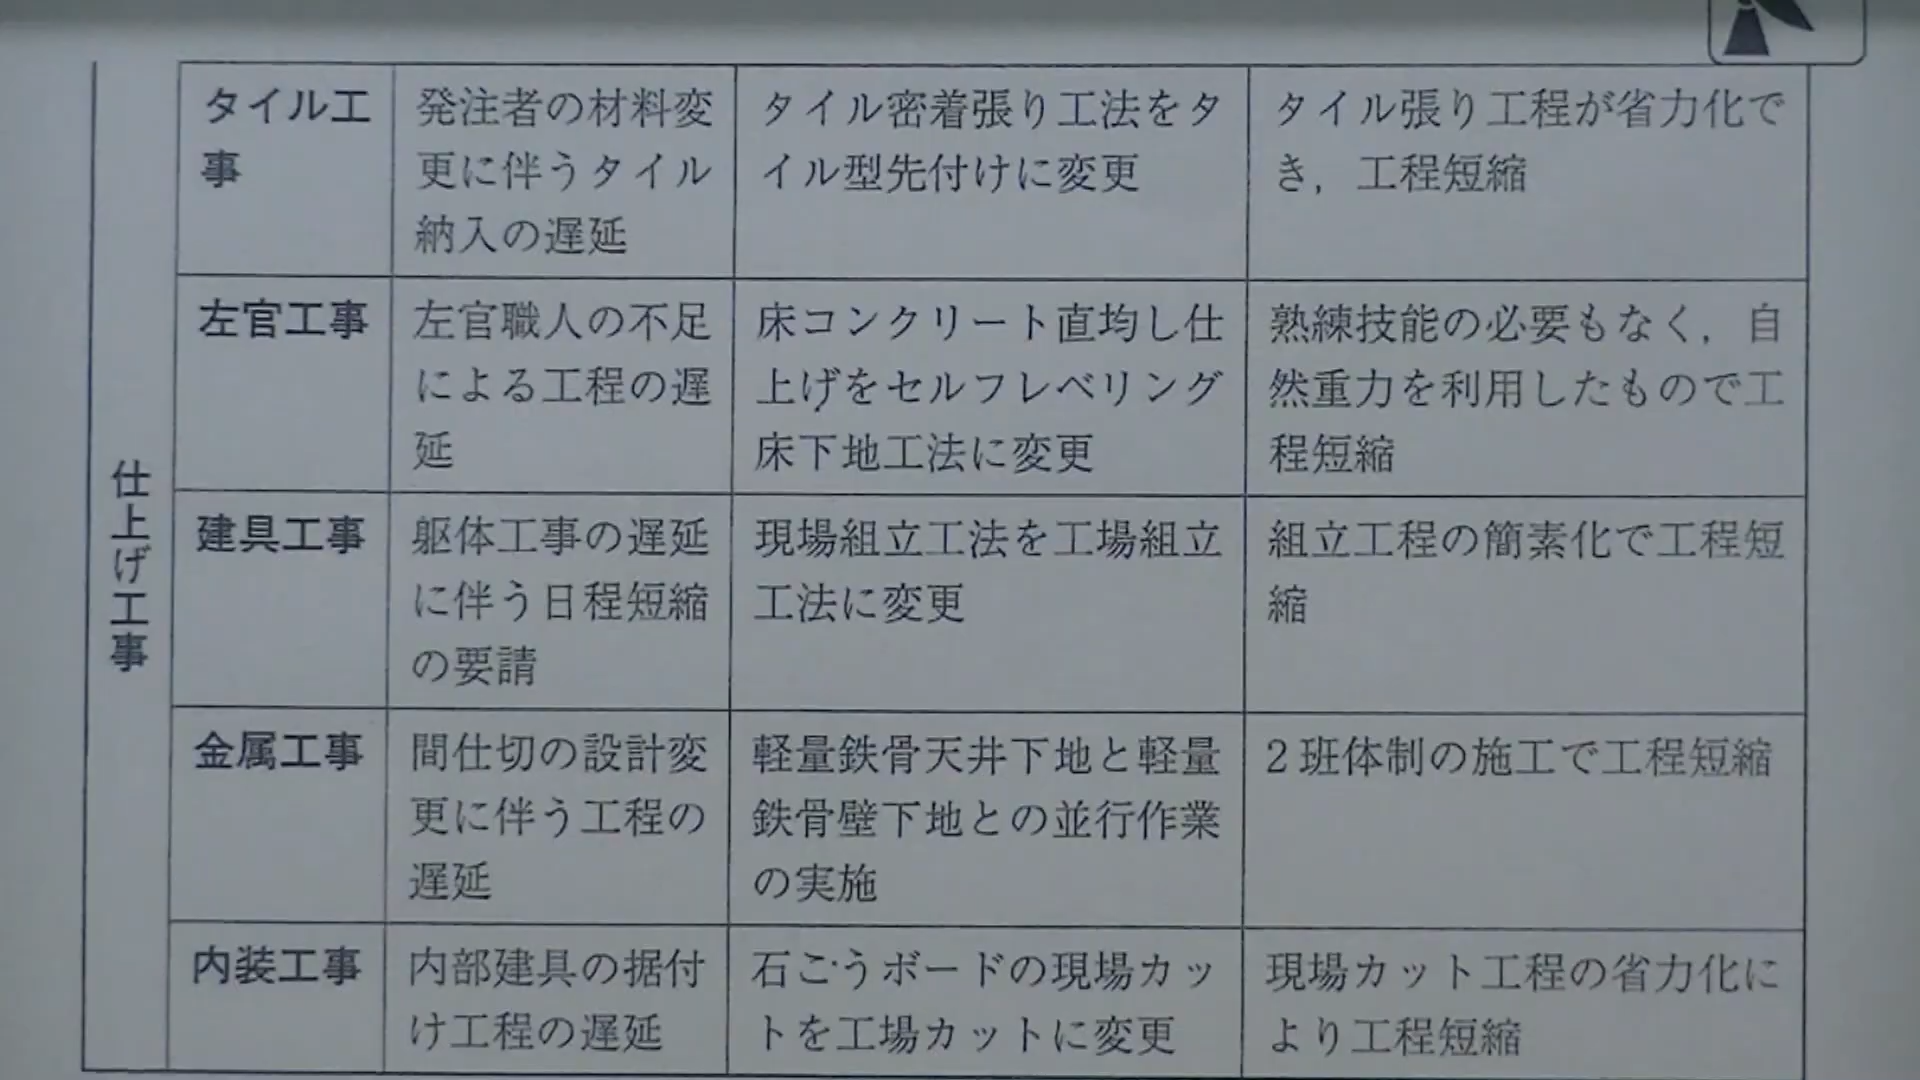 仕上げ工事
タイル工
事
発注者の材料変
更に伴うタイル
納入の遅延
タイル密着張り工法をタ
イル型先付けに変更
タイル張り工程が省力化で
き，工程短縮
左官工事
左官職人の不足
による工程の遅
延
床コンクリート直均し仕
上げをセルフレベリング
床下地工法に変更
熟練技能の必要もなく，自
然重力を利用したもので工
程短縮
建具工事
躯体工事の遅延
に伴う日程短縮
の要請
現場組立工法を工場組立
工法に変更
組立工程の簡素化で工程短
縮
金属工事
間仕切の設計変
更に伴う工程の
遅延
軽量鉄骨天井下地と軽量
鉄骨壁下地との並行作業
の実施
2班体制の施工で工程短縮
内装工事
内部建具の据付
け工程の遅延
石こうボードの現場カッ
トを工場カットに変更
現場カット工程の省力化に
より工程短縮